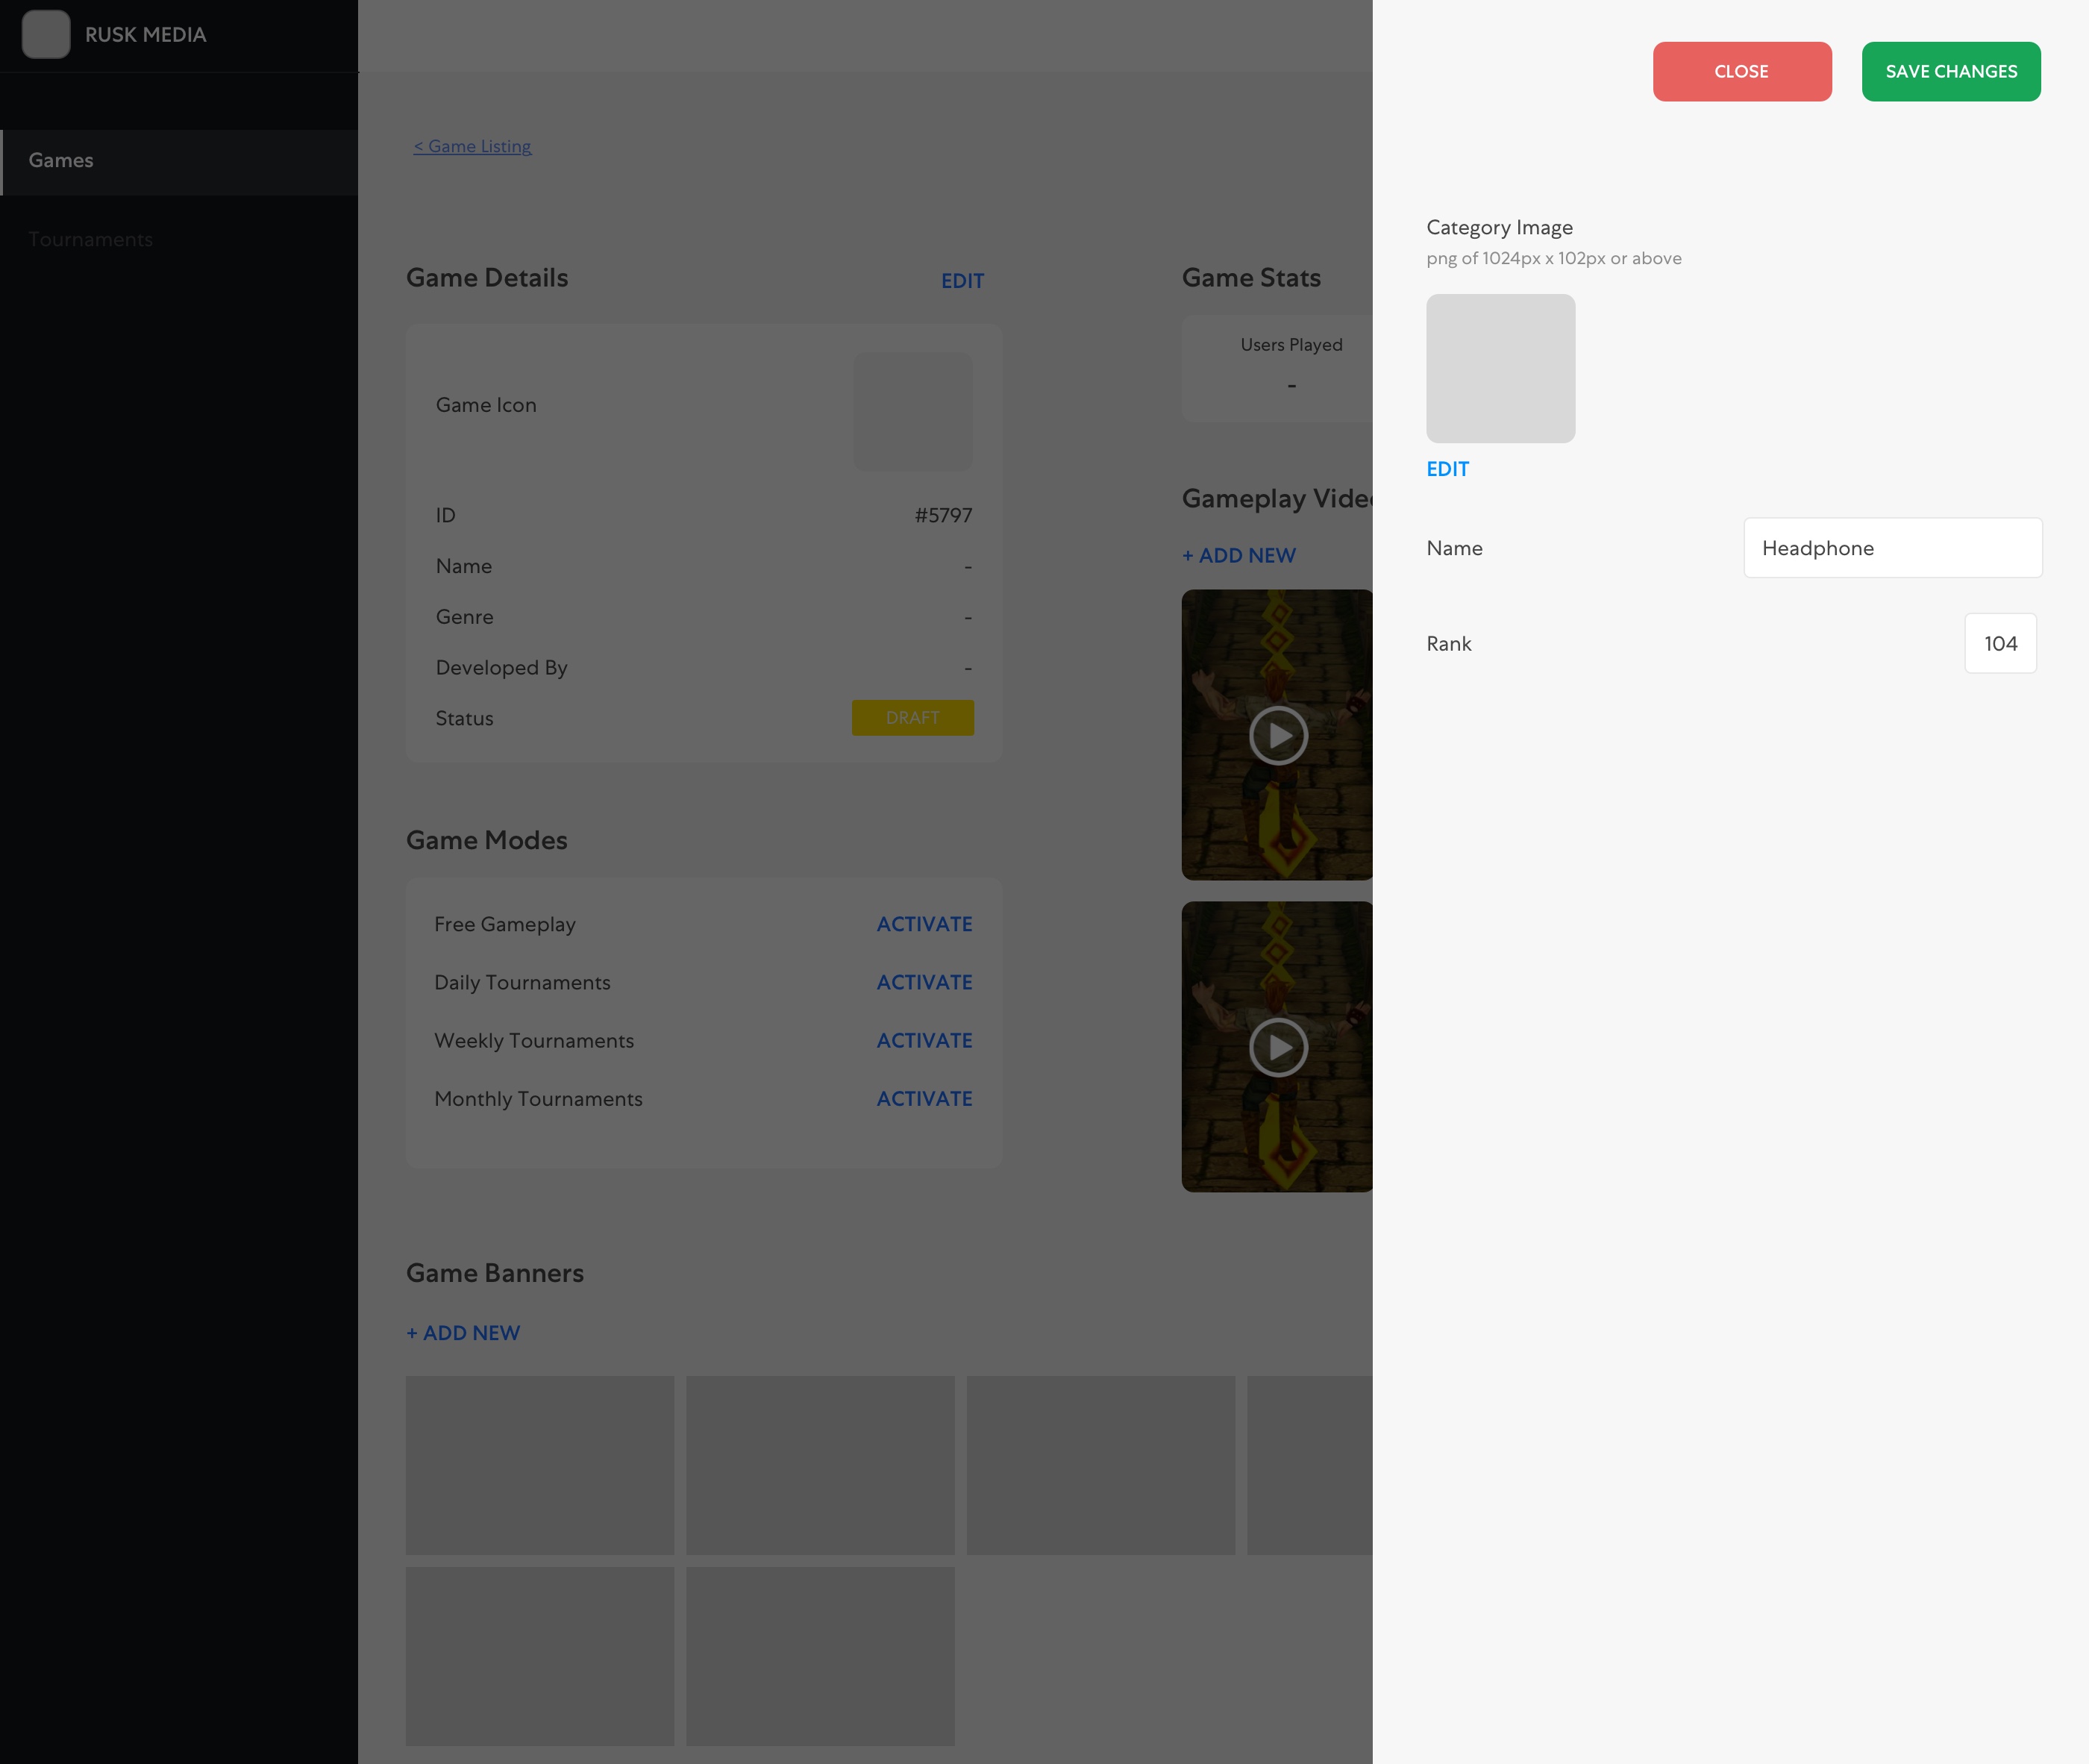 RUSK MEDIA
Games
Tournaments
< Game Listing
Game Details
EDIT
Game Icon
ID
#5797
Name
-
Genre
-
Developed By
-
Status
DRAFT
Game Modes
Free Gameplay
ACTIVATE
Daily Tournaments
ACTIVATE
Weekly Tournaments
ACTIVATE
Monthly Tournaments
ACTIVATE
Game Banners
+ ADD NEW
Game Stats
Users Played
-
Gameplay
+ ADD NEW
CLOSE
SAVE CHANGES
Category Image
png of 1024px x 102px or above
EDIT
Name
Headphone
Rank
104